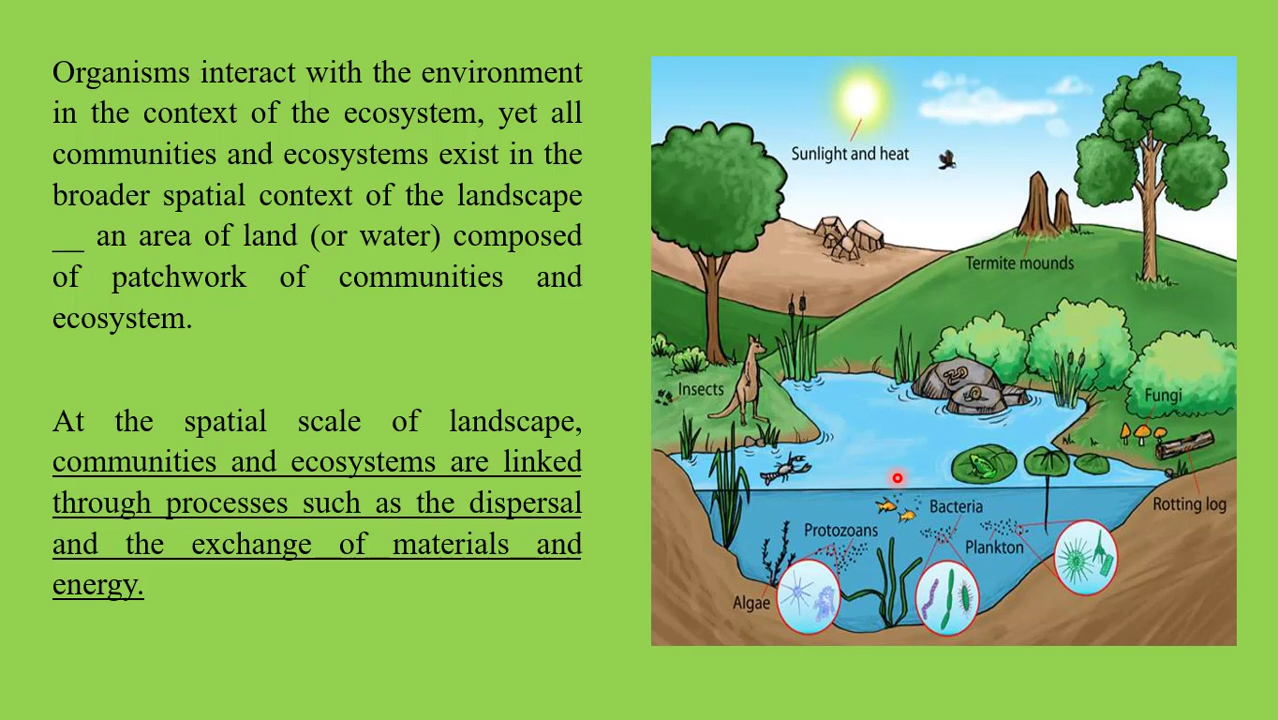 Organisms interact with the environment
in the context of the ecosystem, yet all
communities and ecosystems exist in the
broader spatial context of the landscape
__ an area of land (or water) composed
of patchwork of communities and
ecosystem.
At the spatial scale of landscape,
communities and ecosystems are linked
through processes such as the dispersal
and the exchange of materials and
energy.
Sunlight and heat
Termite mounds
Insects
Fungi
Rotting log
Bacteria
Protozoans
Plankton
Algae